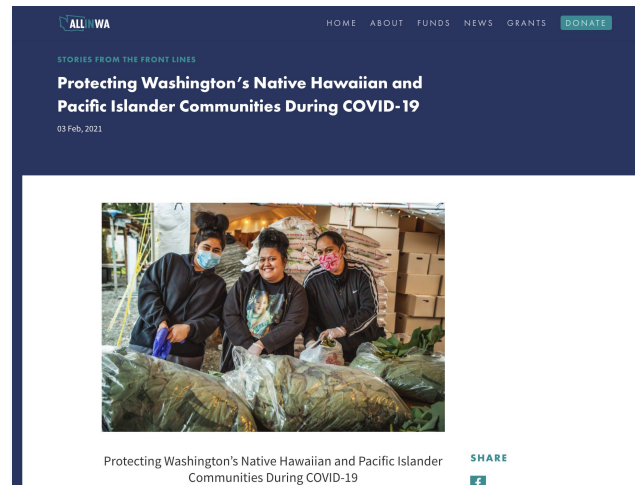 ALLINWA
HOME ABOUT FUNDS NEWS GRANTS DONATE
STORIES FROM THE FRONT LINES
Protecting Washington's Native Hawaiian and
Pacific Islander Communities During COVID-19
03 Feb, 2021
Protecting Washington's Native Hawaiian and Pacific Islander
Communities During COVID-19
SHARE